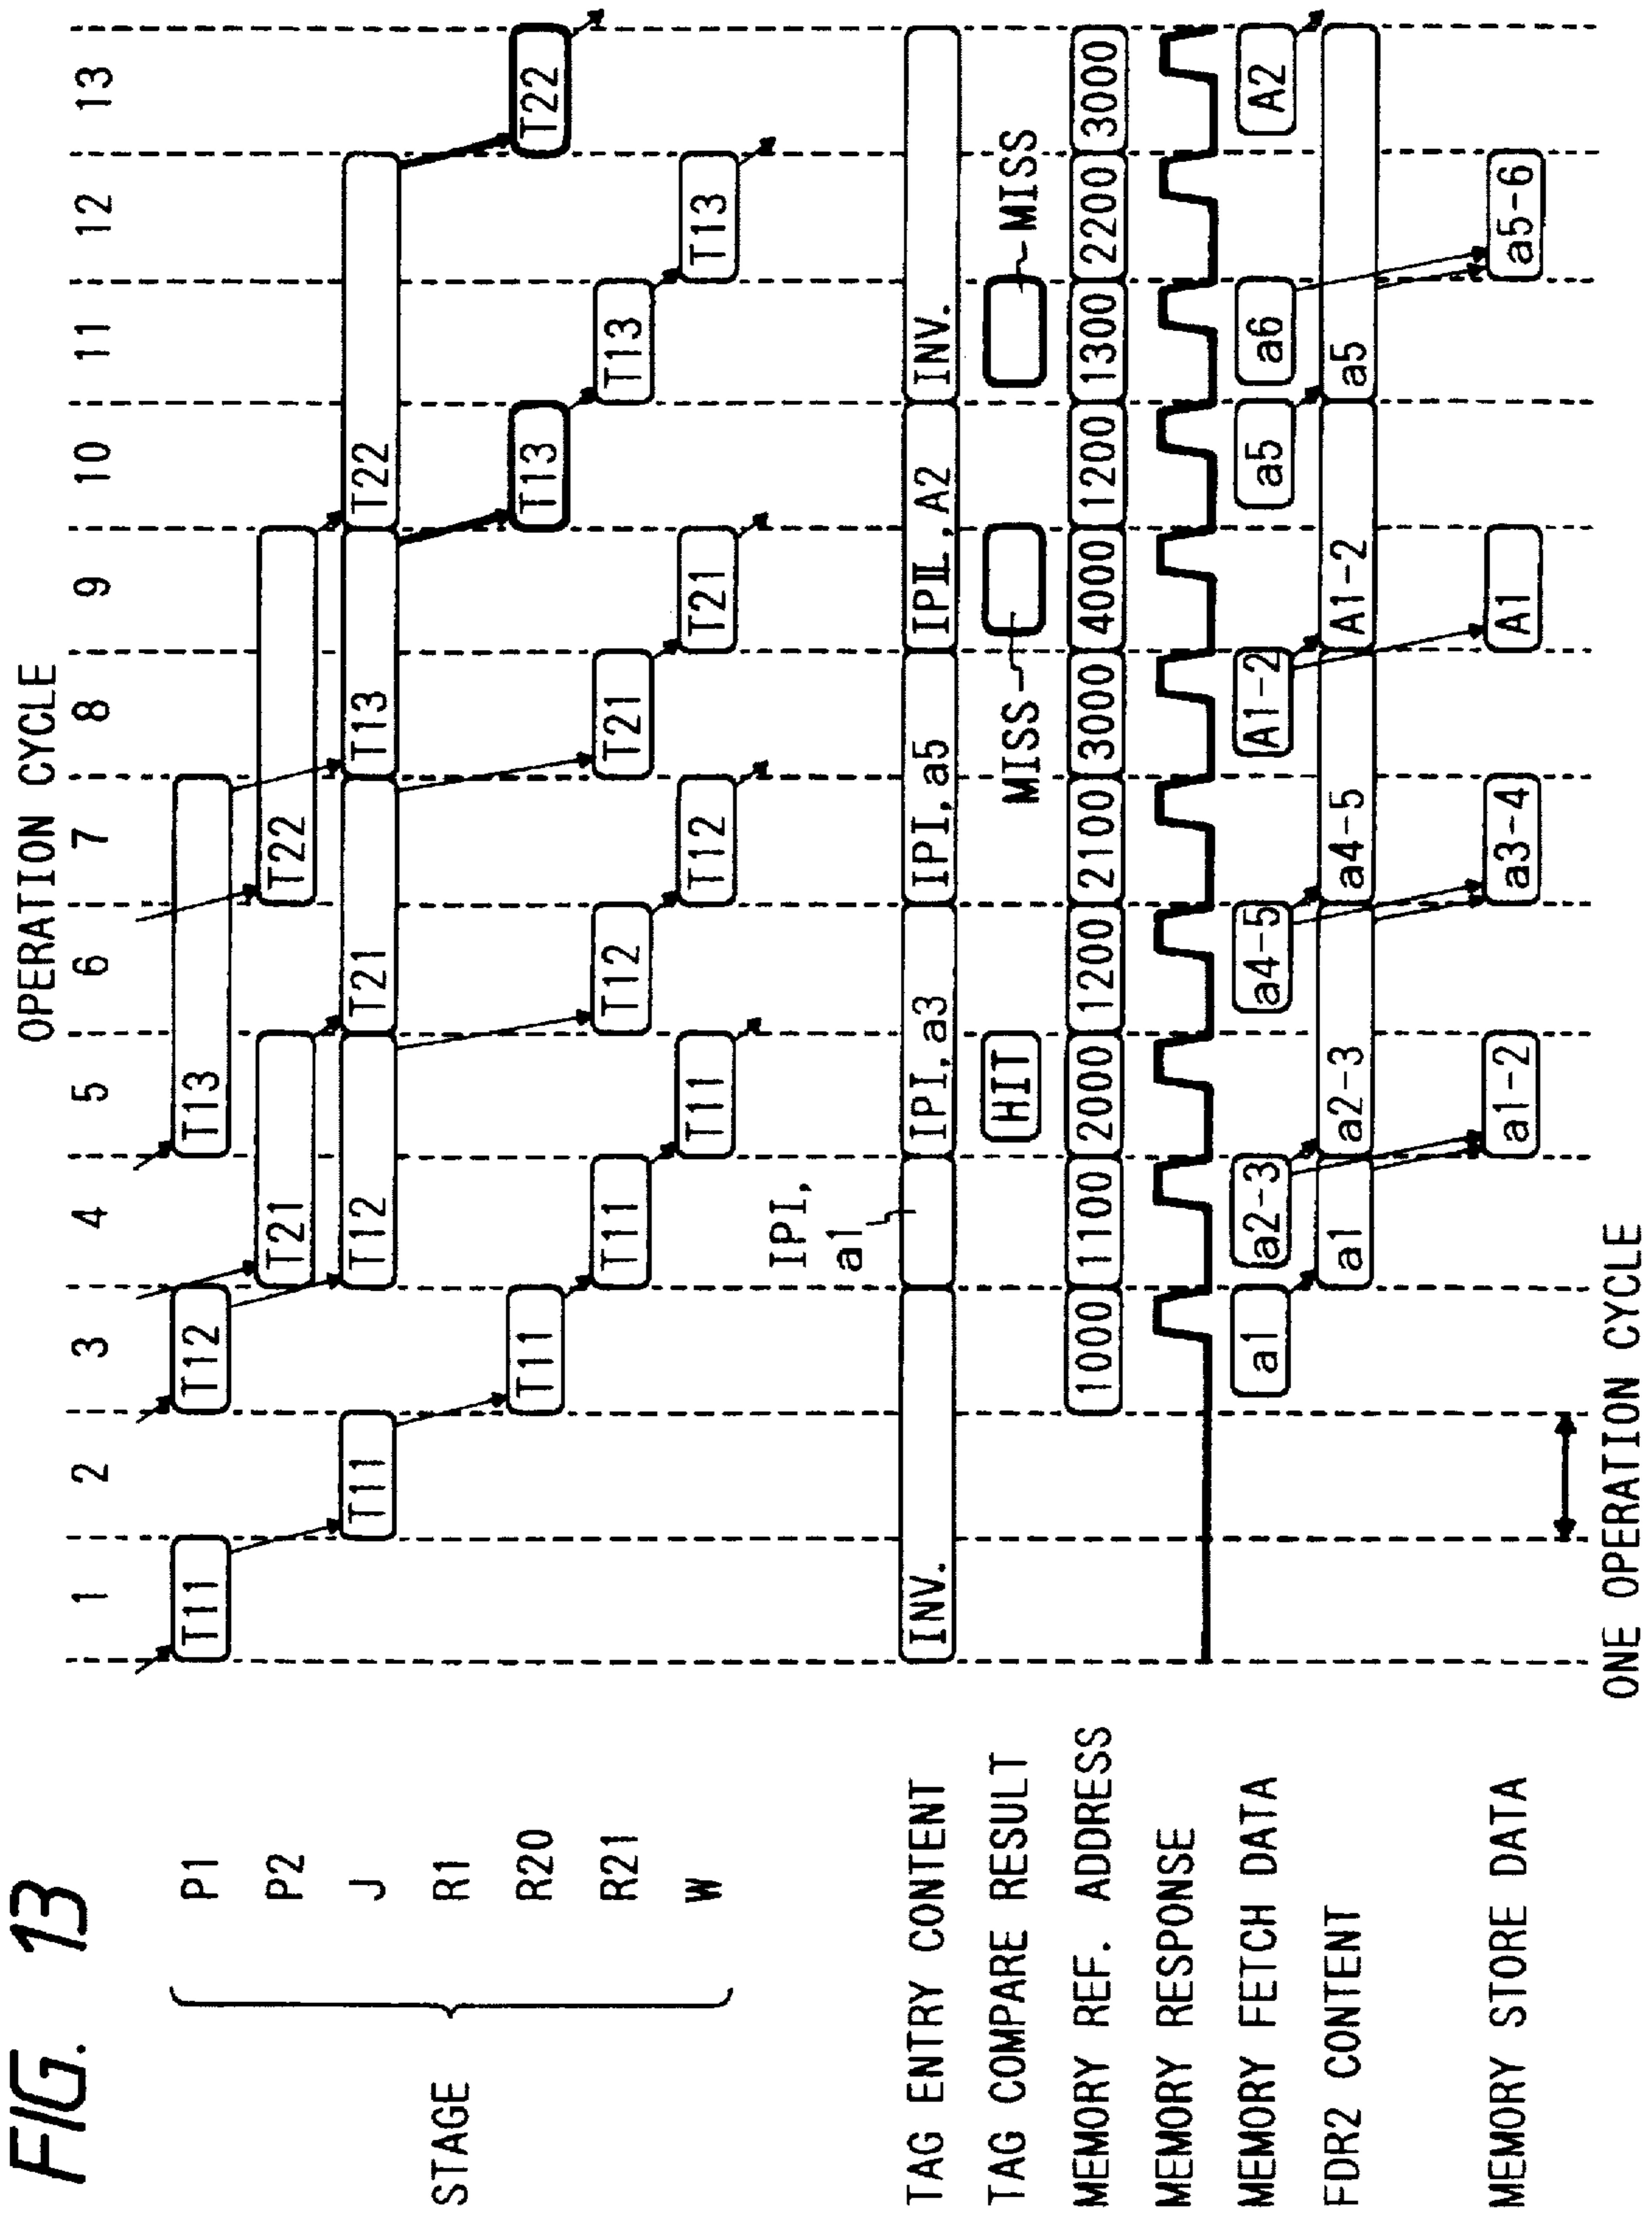 FIG. 13
OPERATION CYCLE
1 2 3 4 5 6 7 8 9 10 11 12 13
STAGE
P1 T11 T12 T13
P2 T21 T22
J T11 T12 T21 T13 T22
R1
R20 T11 T13 T22
R21 T11 T12 T21 T13
W T11 T12 T21 T13
TAG ENTRY CONTENT INV. IPI, a1 IPI, a3 IPI, a5 IPII, A2 INV.
TAG COMPARE RESULT HIT MISS MISS
MEMORY REF. ADDRESS 1000 1100 2000 1200 2100 3000 4000 1200 1300 2200 3000
MEMORY RESPONSE
MEMORY FETCH DATA a1 a2-3 a4-5 A1-2 a5 a6 A2
FDR2 CONTENT a1 a2-3 a4-5 A1-2 a5
MEMORY STORE DATA a1-2 a3-4 A1 a5-6
ONE OPERATION CYCLE